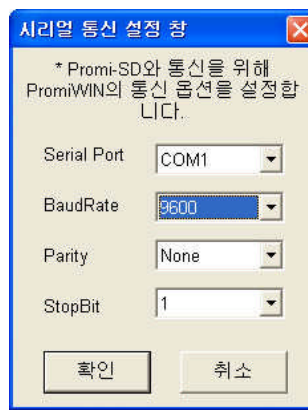 시리얼 통신 설정 창
* Promi-SD와 통신을 위해
PromiWIN의 통신 옵션을 설정합
니다.
Serial Port COM1
BaudRate 9600
Parity None
StopBit 1
확인 취소